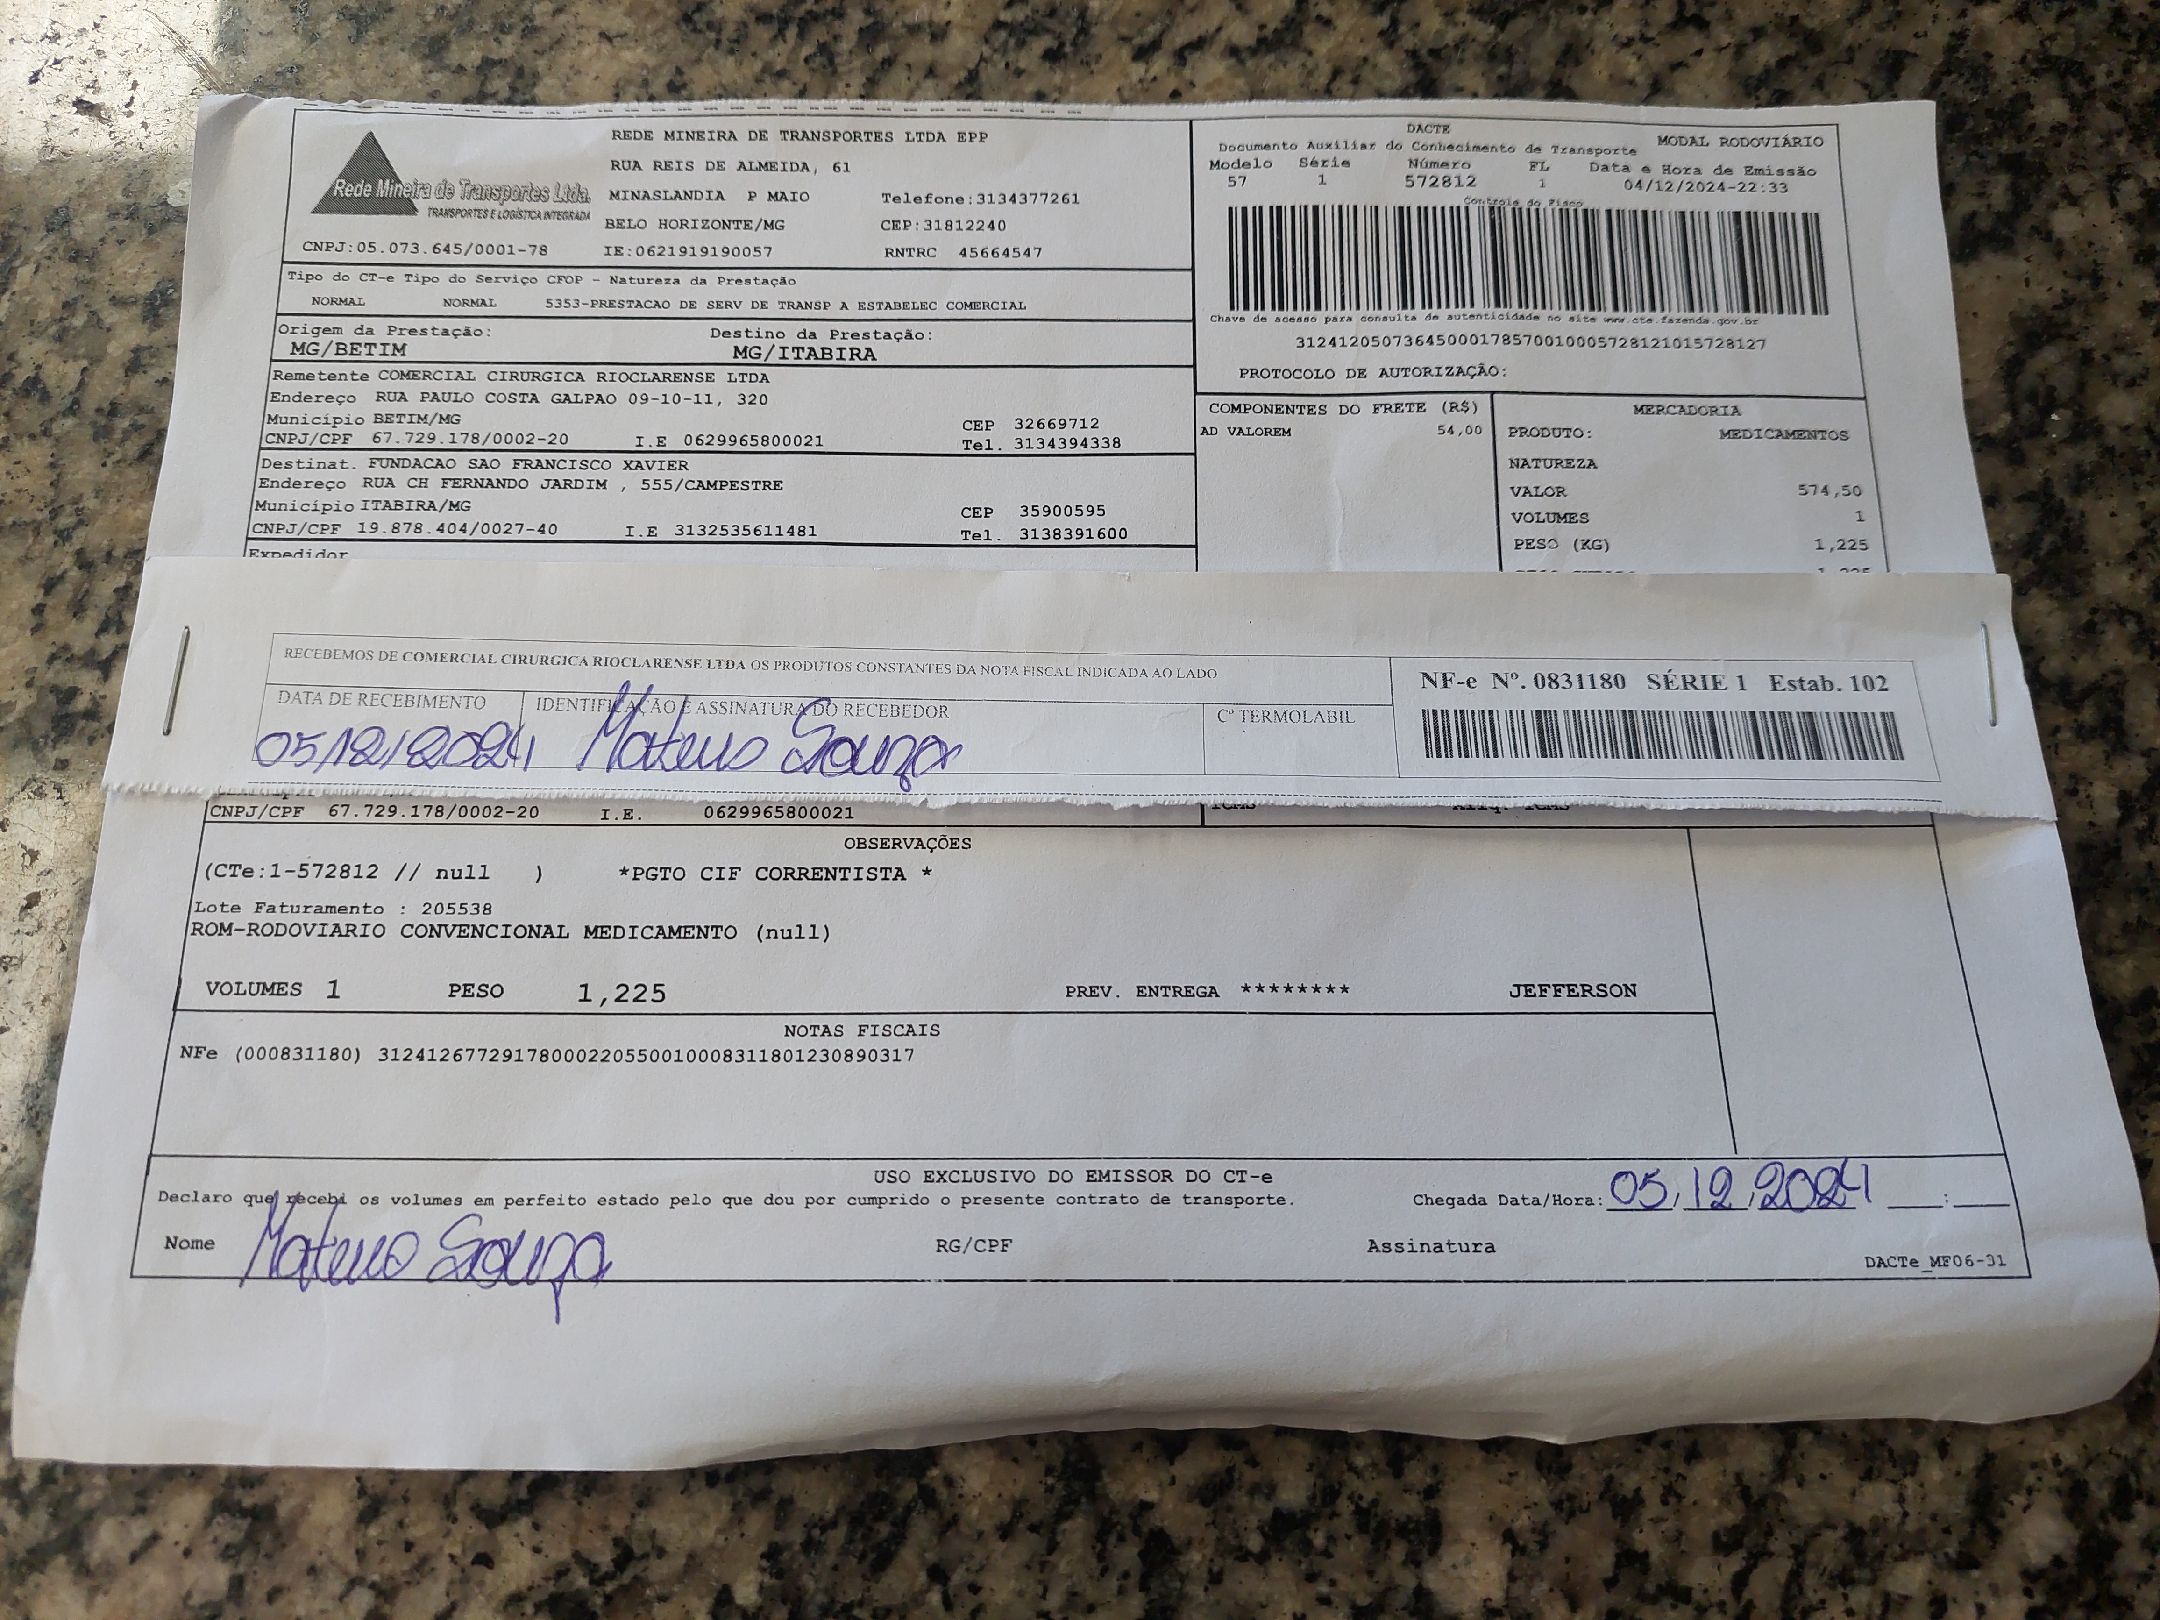 Rede Mineira de Transportes Ltda.
TRANSPORTES E LOGÍSTICA INTEGRADA
CNPJ:05.073.645/0001-78
REDE MINEIRA DE TRANSPORTES LTDA EPP
RUA REIS DE ALMEIDA, 61
MINASLANDIA P MAIO Telefone:3134377261
BELO HORIZONTE/MG CEP:31812240
IE:0621919190057 RNTRC 45664547
DACTE
Documento Auxiliar do Conhecimento de Transporte MODAL RODOVIÁRIO
Modelo Série Número FL Data e Hora de Emissão
57 1 572812 1 04/12/2024-22:33
Controle do Fisco
Chave de acesso para consulta de autenticidade no site www.cte.fazenda.gov.br
31241205073645000178570010005728121015728127
PROTOCOLO DE AUTORIZAÇÃO:
Tipo do CT-e Tipo do Serviço CFOP - Natureza da Prestação
NORMAL NORMAL 5353-PRESTACAO DE SERV DE TRANSP A ESTABELEC COMERCIAL
Origem da Prestação: Destino da Prestação:
MG/BETIM MG/ITABIRA
Remetente COMERCIAL CIRURGICA RIOCLARENSE LTDA
Endereço RUA PAULO COSTA GALPAO 09-10-11, 320
Município BETIM/MG CEP 32669712
CNPJ/CPF 67.729.178/0002-20 I.E 0629965800021 Tel. 3134394338
Destinat. FUNDACAO SAO FRANCISCO XAVIER
Endereço RUA CH FERNANDO JARDIM , 555/CAMPESTRE
Município ITABIRA/MG CEP 35900595
CNPJ/CPF 19.878.404/0027-40 I.E 3132535611481 Tel. 3138391600
Expedidor
COMPONENTES DO FRETE (R$)
AD VALOREM 54,00
MERCADORIA
PRODUTO: MEDICAMENTOS
NATUREZA
VALOR 574,50
VOLUMES 1
PESO (KG) 1,225
RECEBEMOS DE COMERCIAL CIRURGICA RIOCLARENSE LTDA OS PRODUTOS CONSTANTES DA NOTA FISCAL INDICADA AO LADO
DATA DE RECEBIMENTO IDENTIFICAÇÃO E ASSINATURA DO RECEBEDOR Cº TERMOLABIL
05/12/2024 Mateus Souza
NF-e Nº. 0831180 SÉRIE 1 Estab. 102
CNPJ/CPF 67.729.178/0002-20 I.E. 0629965800021
OBSERVAÇÕES
(CTe:1-572812 // null ) *PGTO CIF CORRENTISTA *
Lote Faturamento : 205538
ROM-RODOVIARIO CONVENCIONAL MEDICAMENTO (null)
VOLUMES 1 PESO 1,225 PREV. ENTREGA ******** JEFFERSON
NOTAS FISCAIS
NFe (000831180) 31241267729178000220550010008311801230890317
USO EXCLUSIVO DO EMISSOR DO CT-e
Declaro que recebi os volumes em perfeito estado pelo que dou por cumprido o presente contrato de transporte. Chegada Data/Hora: 05/12/2024 __:__
Nome Mateus Souza RG/CPF Assinatura
DACTe_MF06-31